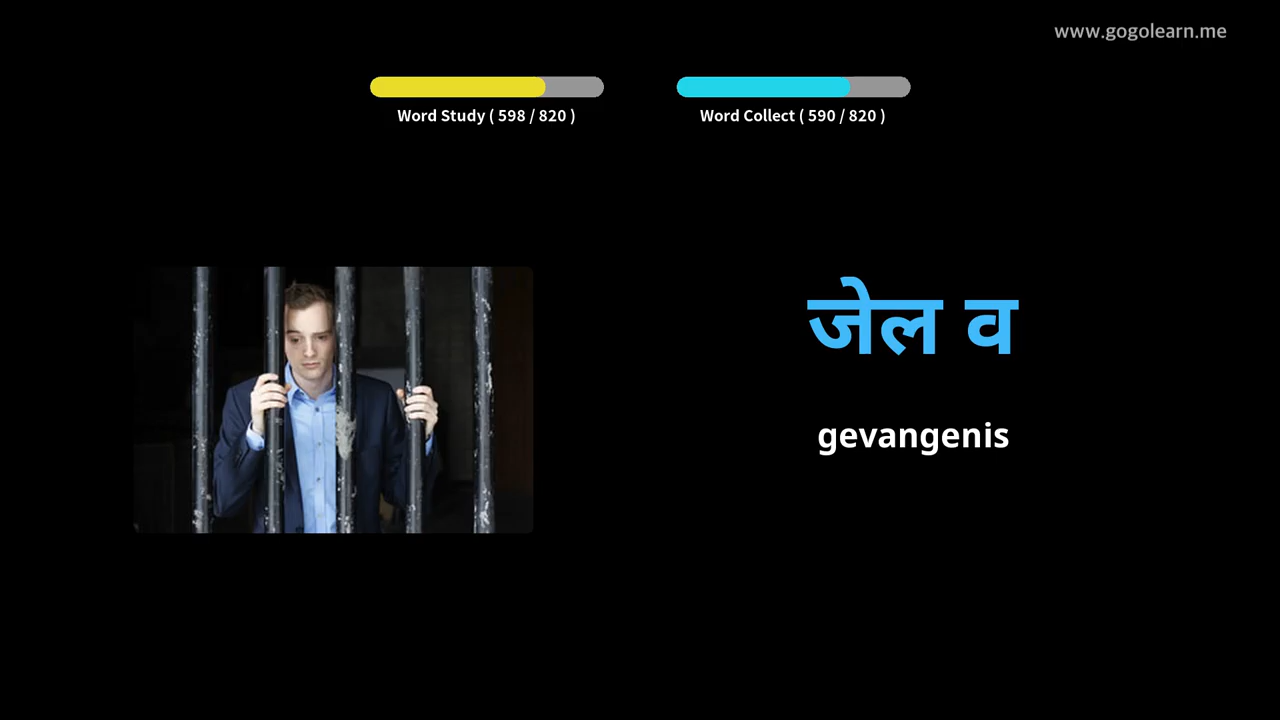 www.gogolearn.me
Word Study ( 598 / 820 )
Word Collect ( 590 / 820 )
जेल व
gevangenis